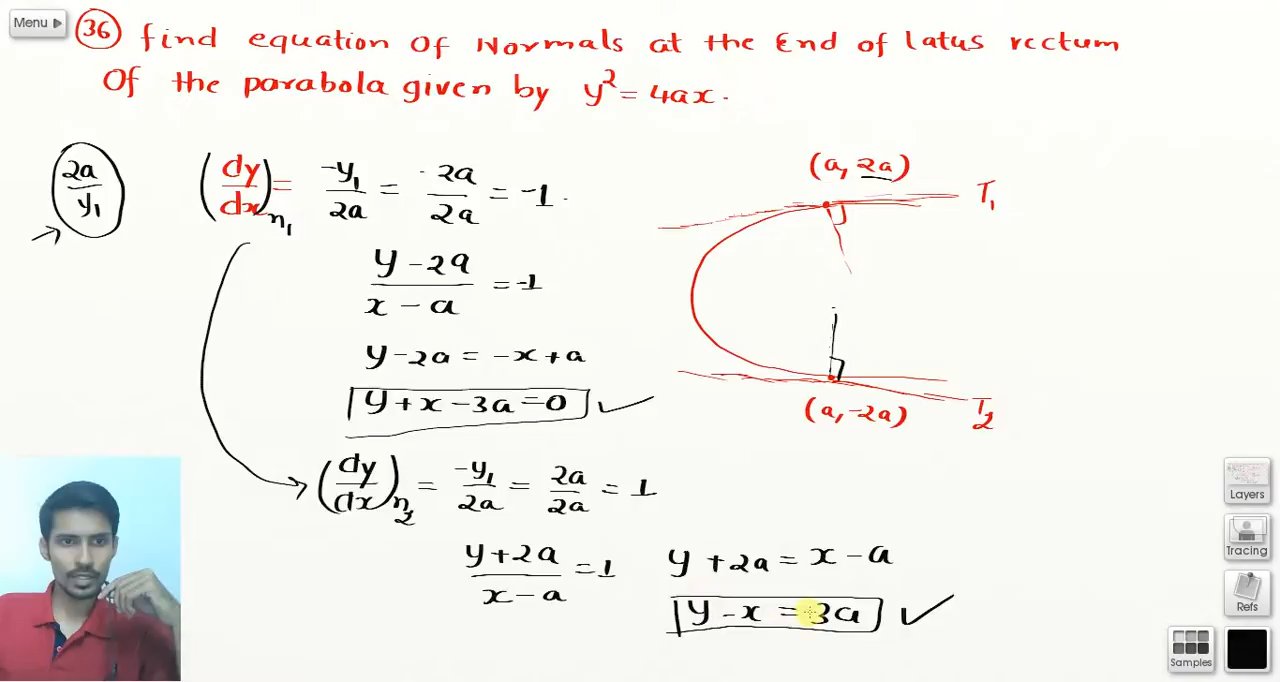 Menu
36 find equation Of Normals at the End of latus rectum
Of the parabola given by y² = 4ax.
2a/y₁
(dy/dx)n₁ = -y₁/2a = -2a/2a = -1.
(y-2a)/(x-a) = -1
y-2a = -x+a
y+x-3a=0
(dy/dx)n₂ = -y₁/2a = 2a/2a = 1
(y+2a)/(x-a) = 1
y+2a = x-a
y-x = 3a
(a, 2a)
T₁
(a,-2a)
T₂
Layers
Tracing
Refs
Samples